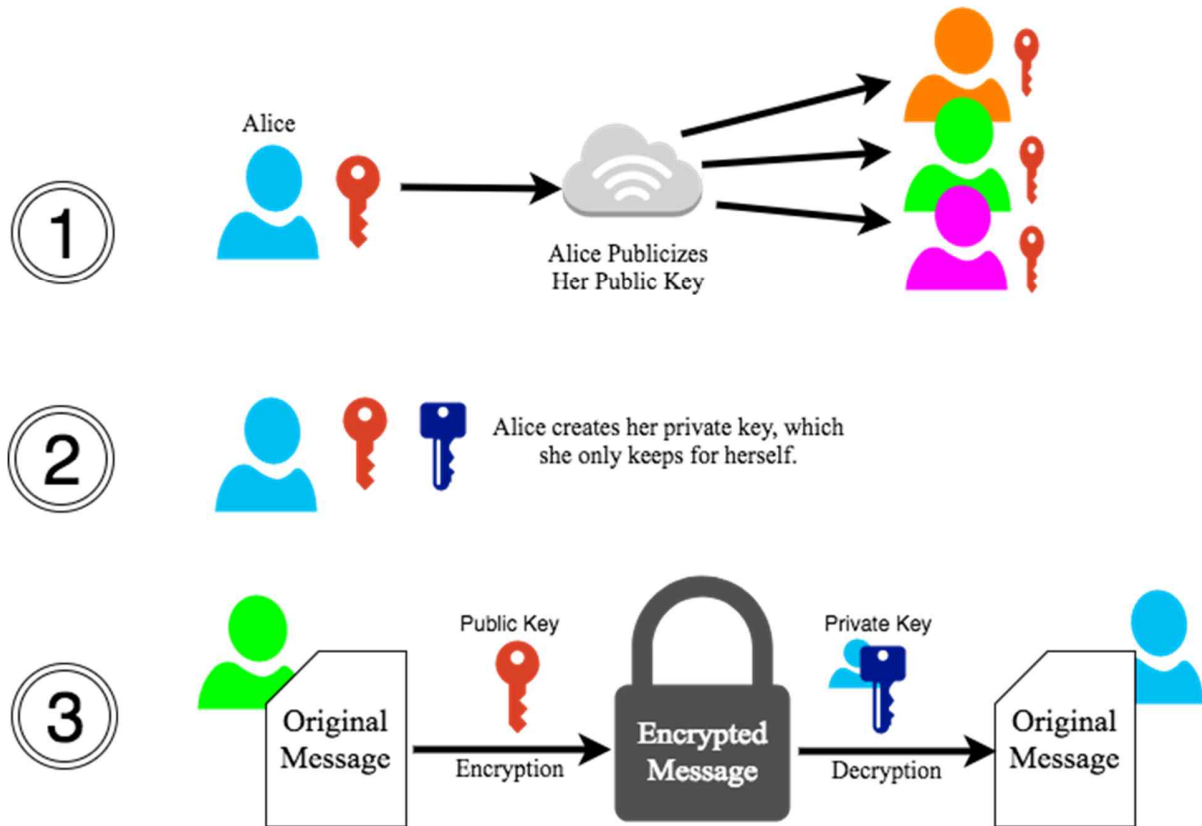 Alice
1
Alice Publicizes
Her Public Key
2
Alice creates her private key, which
she only keeps for herself.
3
Original
Message
Public Key
Encryption
Encrypted
Message
Private Key
Decryption
Original
Message